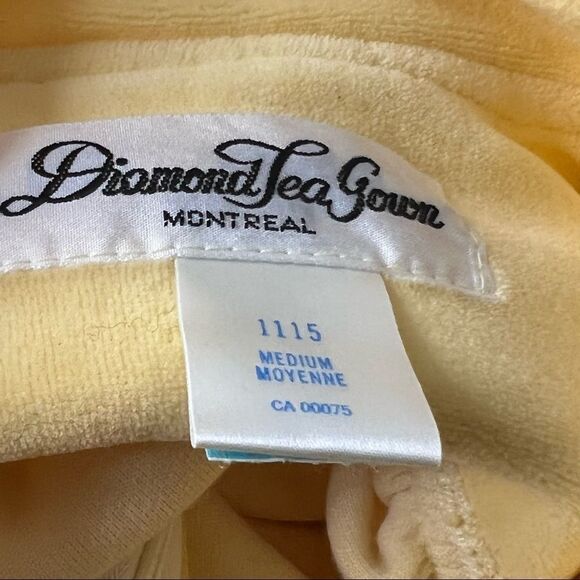 Diamond Tea Gown
MONTREAL
1115
MEDIUM
MOYENNE
CA 00075